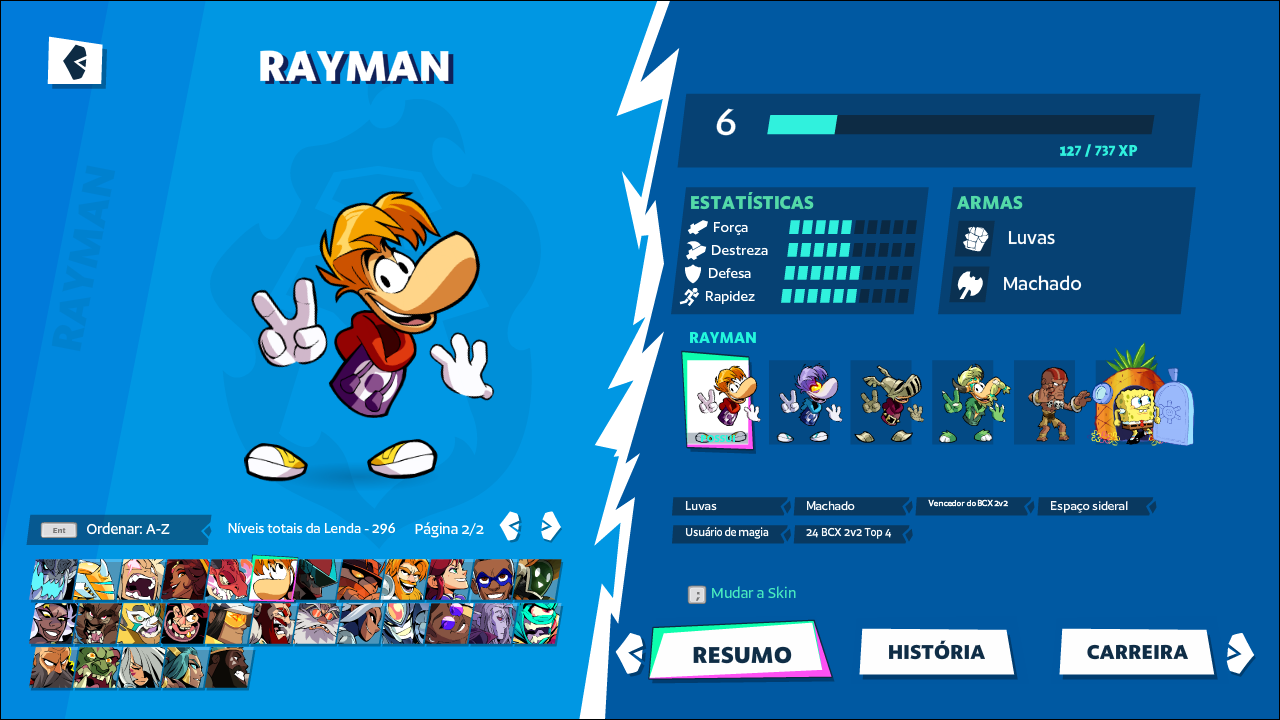 RAYMAN
RAYMAN
6
127 / 737 XP
ESTATÍSTICAS
Força
Destreza
Defesa
Rapidez
ARMAS
Luvas
Machado
RAYMAN
Luvas
Machado
Vencedor do BCX 2v2
Espaço sideral
Usuário de magia
24 BCX 2v2 Top 4
Ent
Ordenar: A-Z
Níveis totais da Lenda - 296
Página 2/2
; Mudar a Skin
RESUMO
HISTÓRIA
CARREIRA